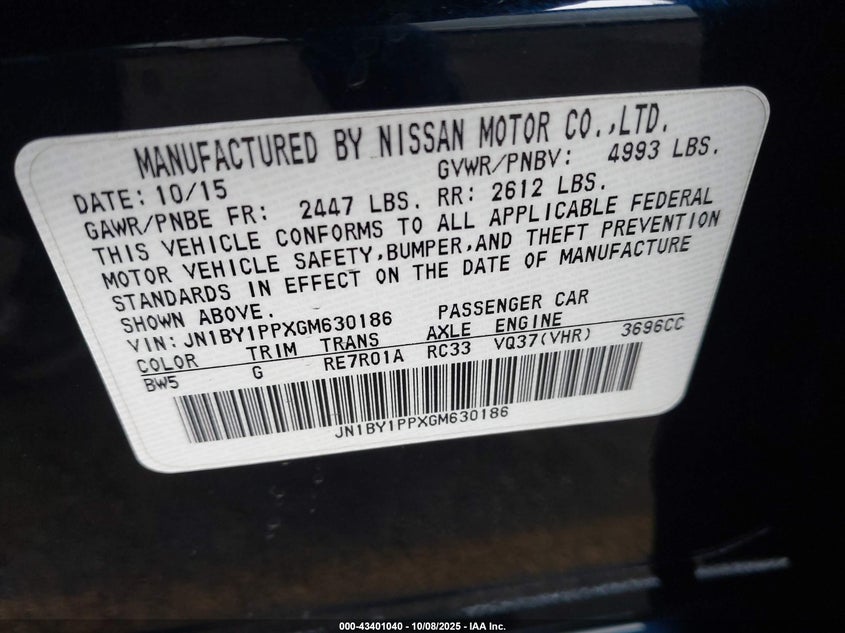 MANUFACTURED BY NISSAN MOTOR CO.,LTD.
DATE: 10/15 GVWR/PNBV: 4993 LBS.
GAWR/PNBE FR: 2447 LBS. RR: 2612 LBS.
THIS VEHICLE CONFORMS TO ALL APPLICABLE FEDERAL
MOTOR VEHICLE SAFETY,BUMPER,AND THEFT PREVENTION
STANDARDS IN EFFECT ON THE DATE OF MANUFACTURE
SHOWN ABOVE.
VIN: JN1BY1PPXGM630186 PASSENGER CAR
COLOR TRIM TRANS AXLE ENGINE
BW5 G RE7R01A RC33 VQ37(VHR) 3696CC
JN1BY1PPXGM630186
000-43401040 - 10/08/2025 - IAA Inc.